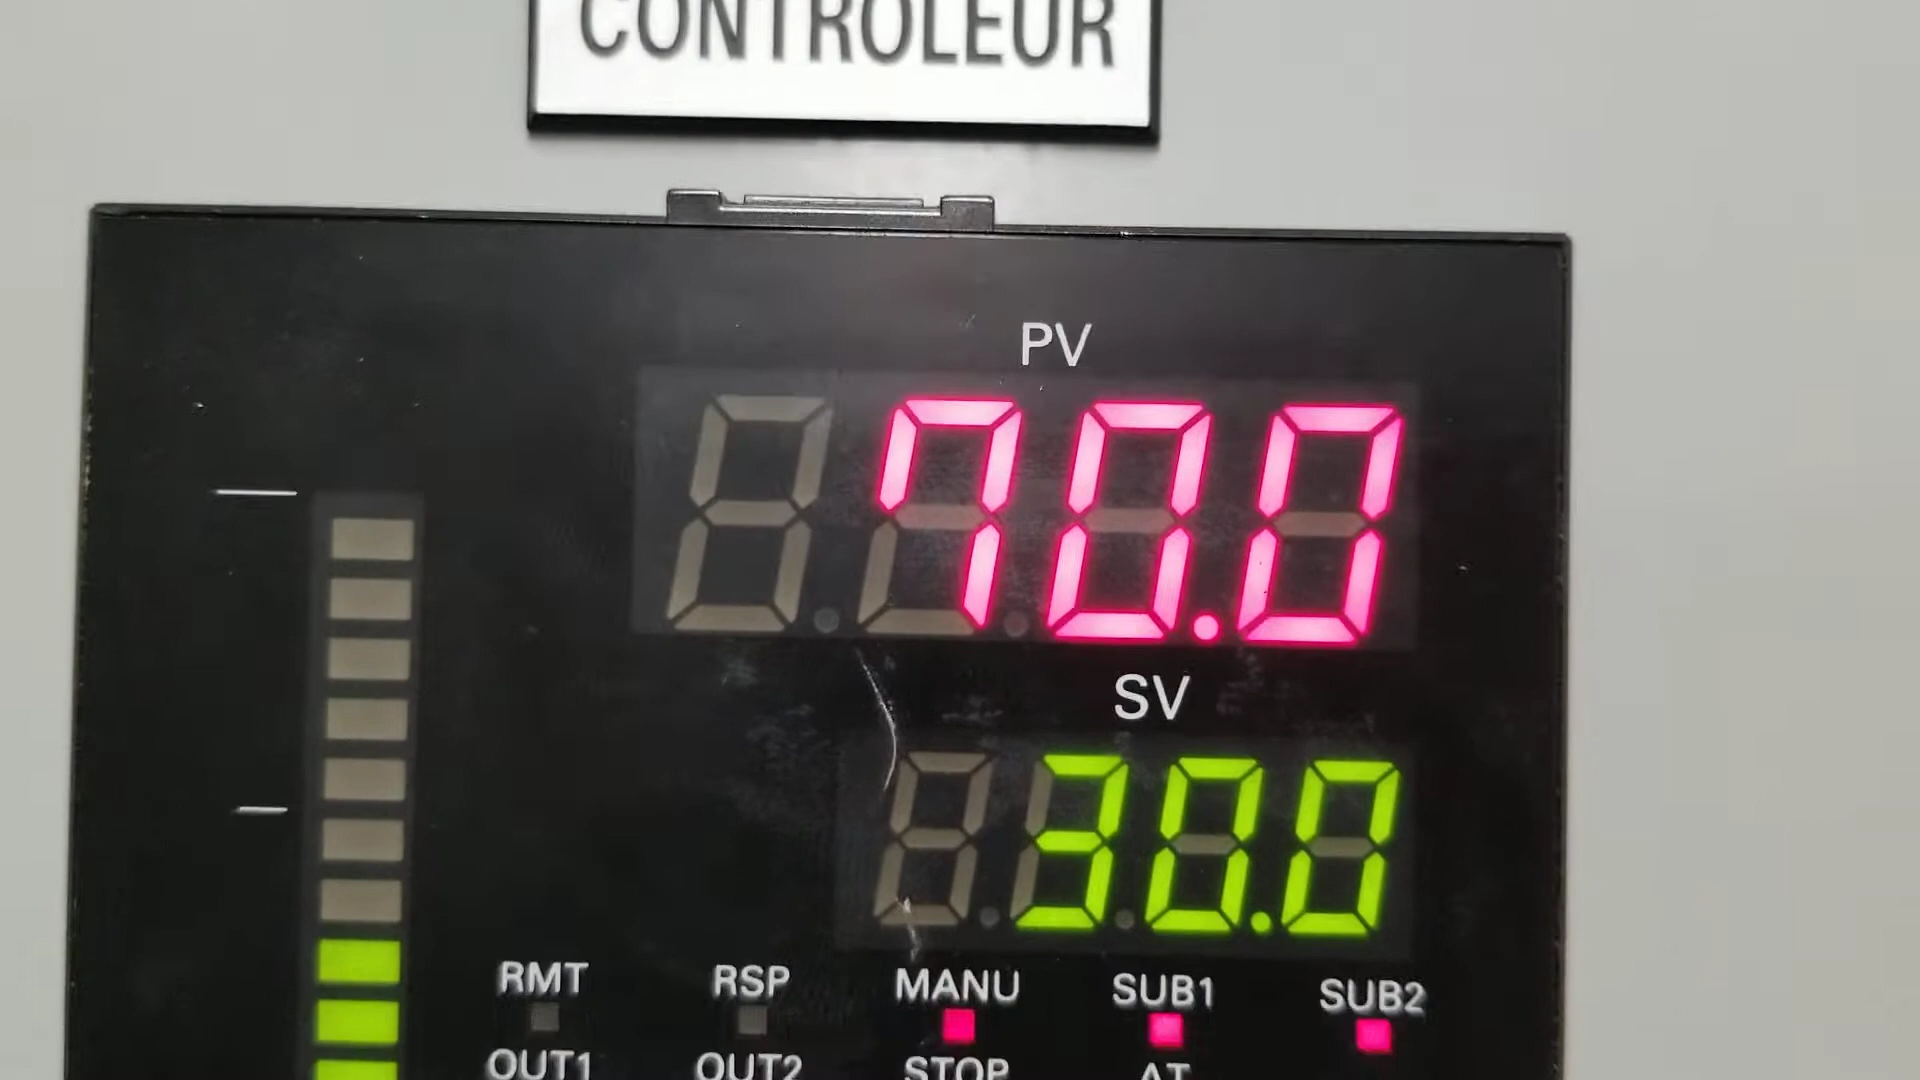 CONTROLEUR
PV
70.0
SV
30.0
RMT RSP MANU SUB1 SUB2
OUT1 OUT2 STOP AT